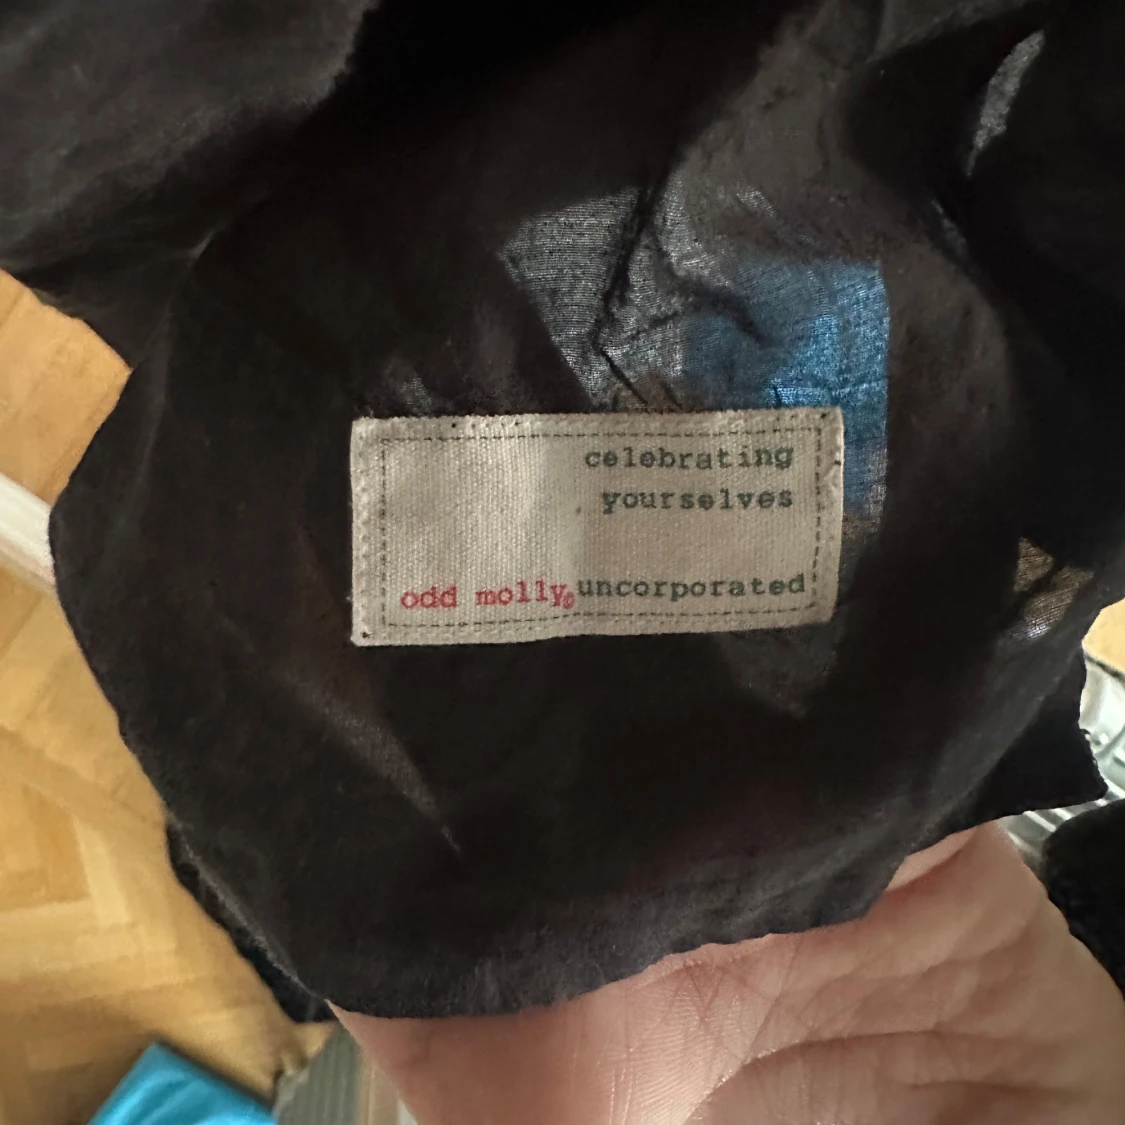 celebrating
yourselves
odd molly® uncorporated